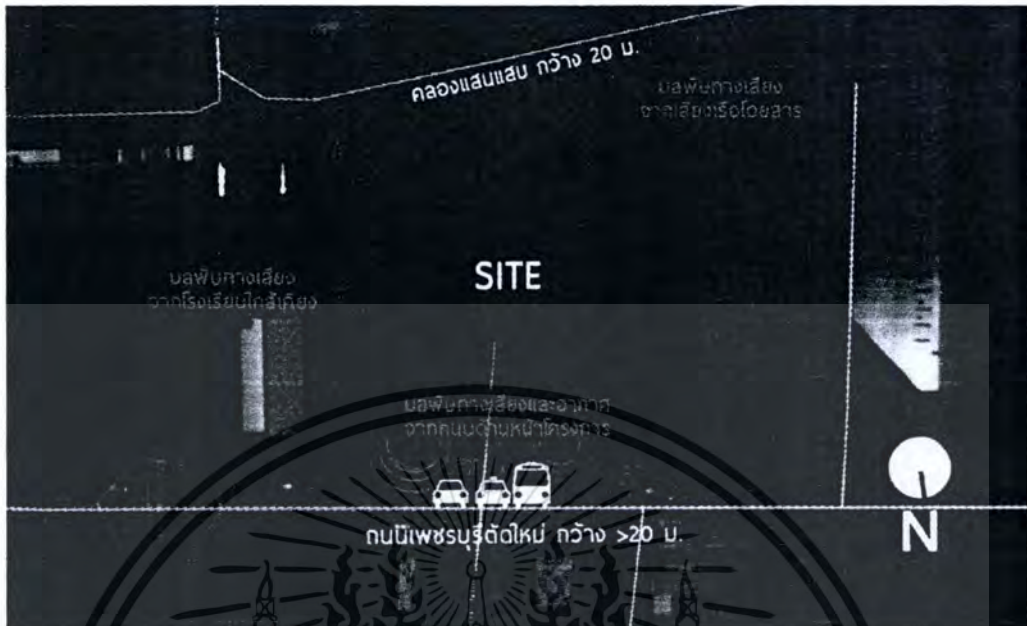 คลองแสนแสบ กว้าง 20 ม.
มลพิษทางเสียง
จากเสียงเรือโดยสาร
มลพิษทางเสียง
จากโรงเรียนใกล้เคียง
SITE
มลพิษทางเสียงและอากาศ
จากถนนด้านหน้าโครงการ
ถนนเพชรบุรีตัดใหม่ กว้าง >20 ม.
N